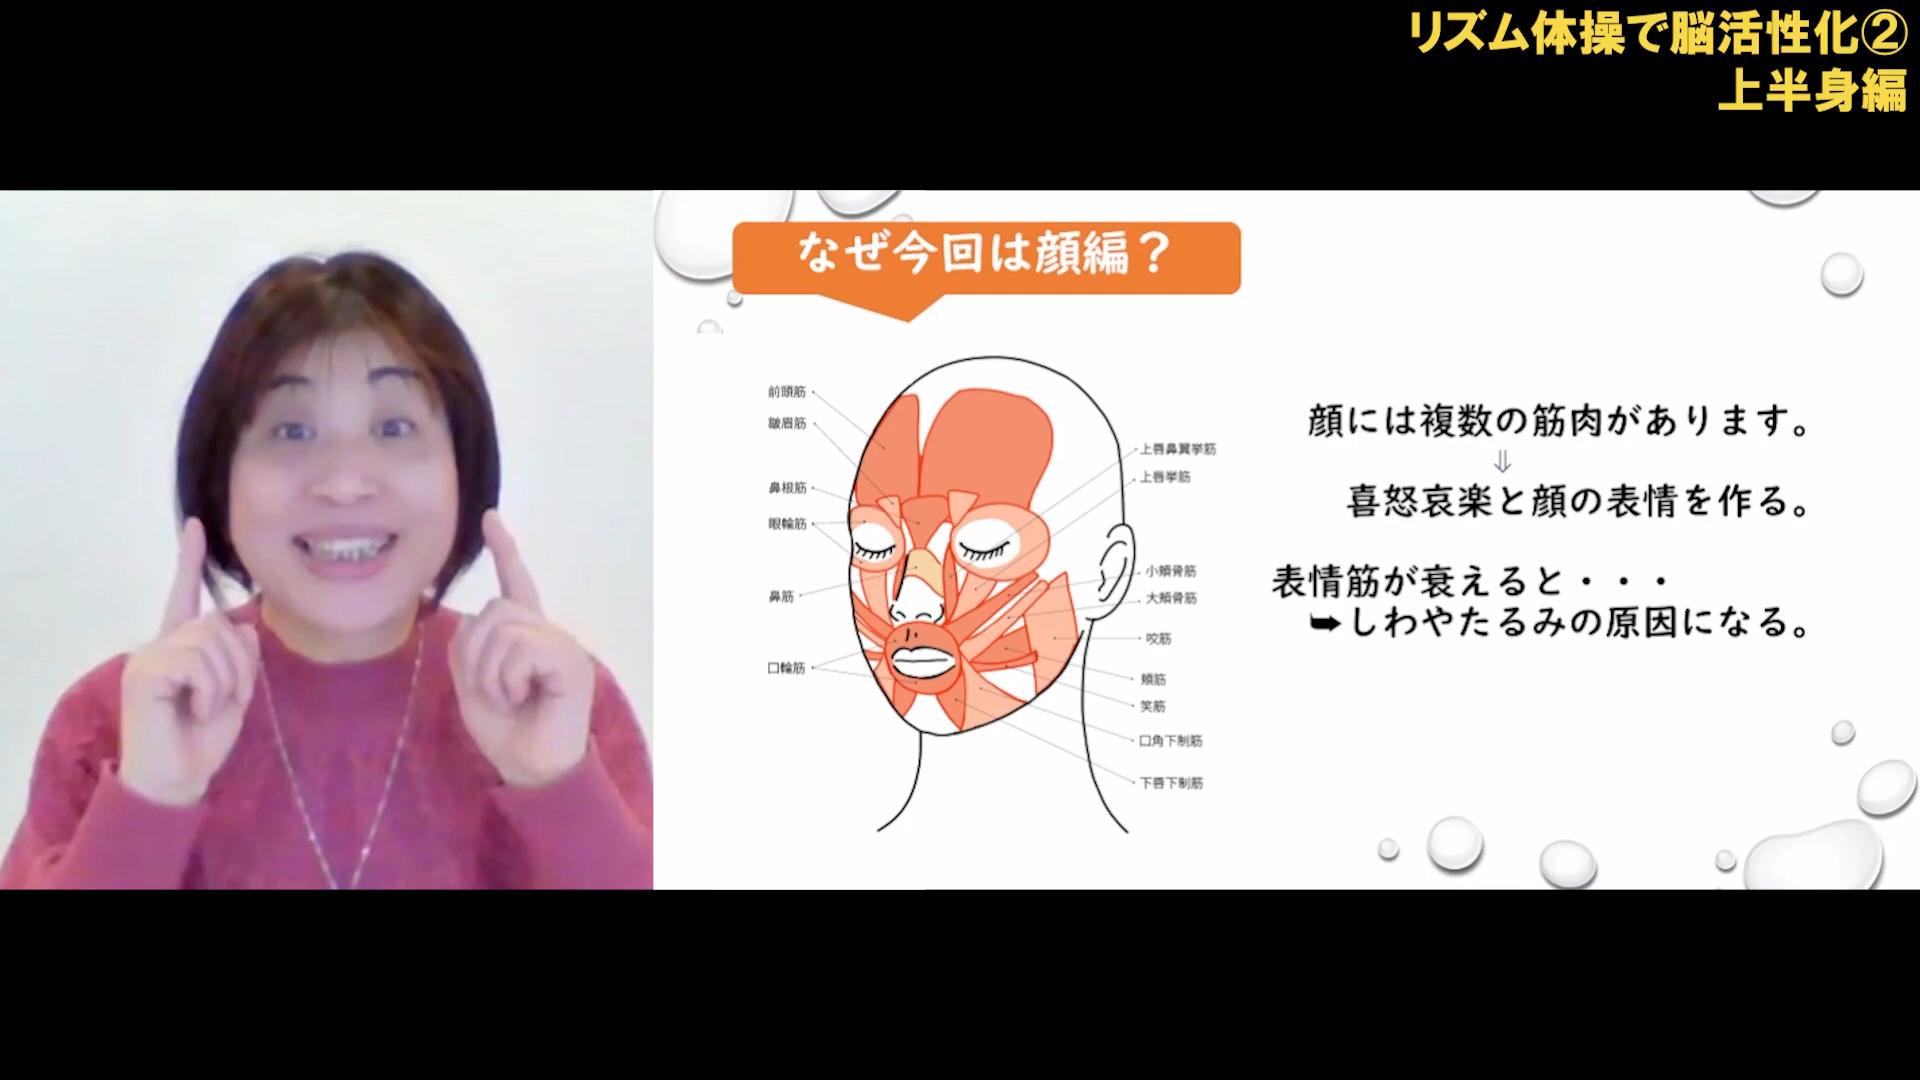 リズム体操で脳活性化②
上半身編
なぜ今回は顔編？
前頭筋
皺眉筋
鼻根筋
眼輪筋
鼻筋
口輪筋
上唇鼻翼挙筋
上唇挙筋
小頬骨筋
大頬骨筋
咬筋
頬筋
笑筋
口角下制筋
下唇下制筋
顔には複数の筋肉があります。
⇓
喜怒哀楽と顔の表情を作る。
表情筋が衰えると・・・
➥しわやたるみの原因になる。